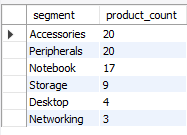 segment product_count
Accessories 20
Peripherals 20
Notebook 17
Storage 9
Desktop 4
Networking 3